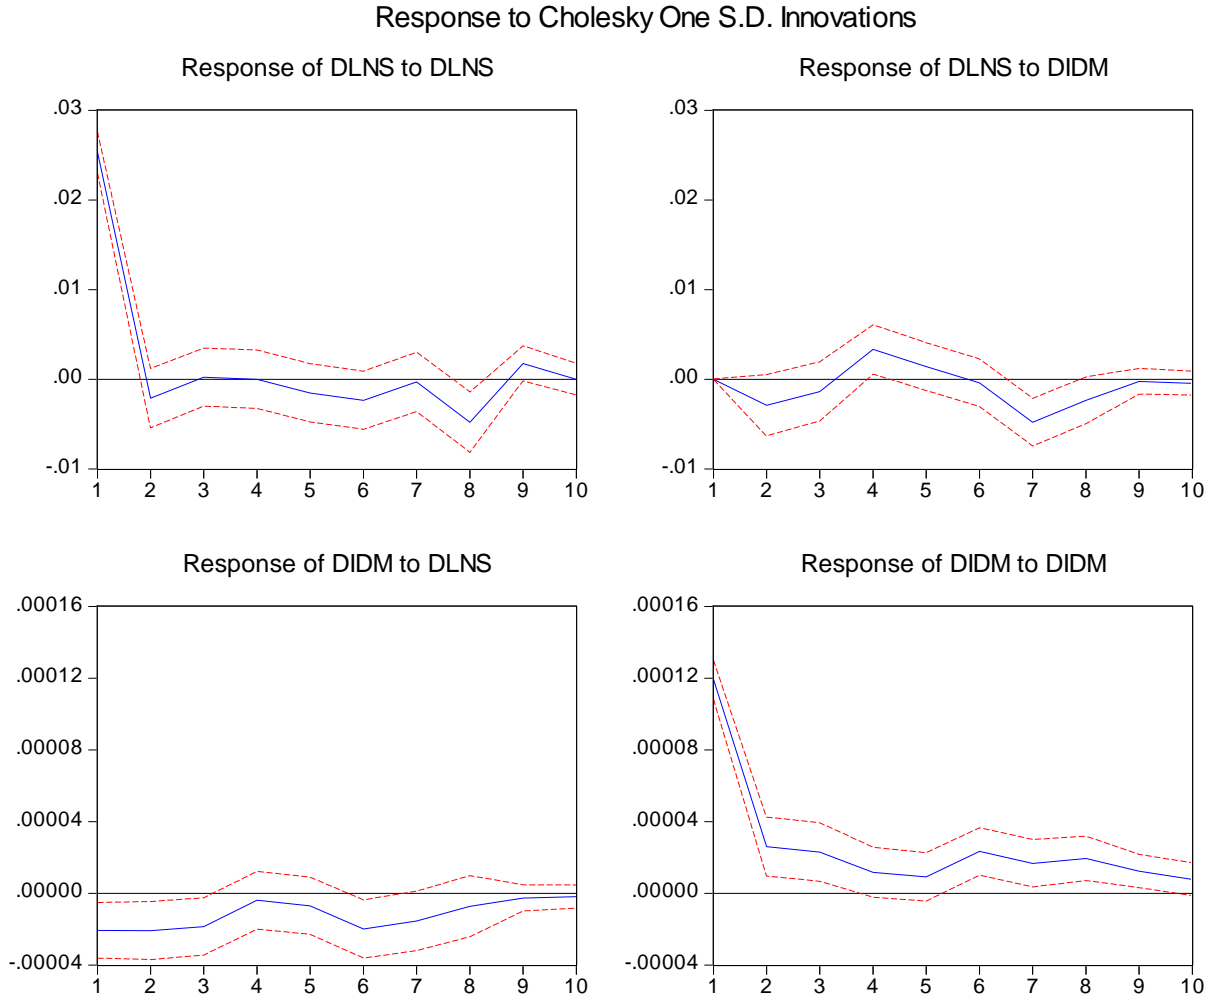 Response to Cholesky One S.D. Innovations
Response of DLNS to DLNS
.03
.02
.01
.00
-.01
1 2 3 4 5 6 7 8 9 10
Response of DLNS to DIDM
.03
.02
.01
.00
-.01
1 2 3 4 5 6 7 8 9 10
Response of DIDM to DLNS
.00016
.00012
.00008
.00004
.00000
-.00004
1 2 3 4 5 6 7 8 9 10
Response of DIDM to DIDM
.00016
.00012
.00008
.00004
.00000
-.00004
1 2 3 4 5 6 7 8 9 10